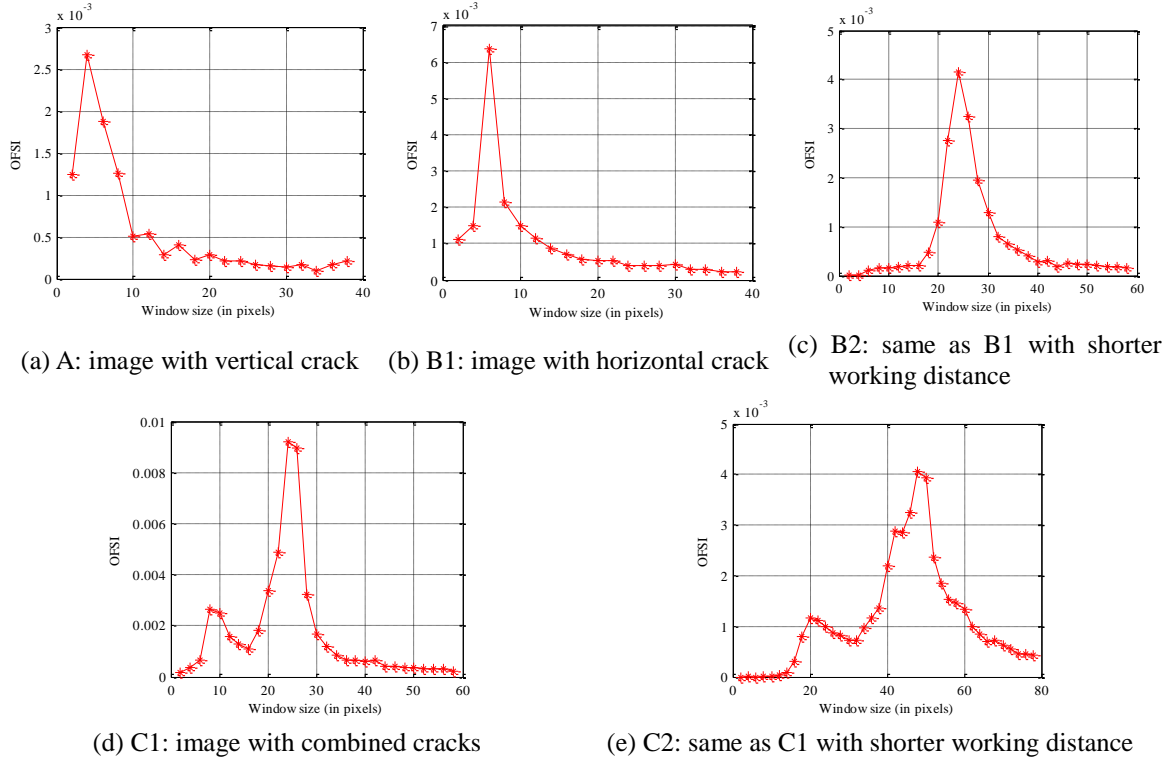 x 10-3
3
2.5
2
1.5
1
0.5
0
0 10 20 30 40
OFSI
Window size (in pixels)
(a) A: image with vertical crack
x 10-3
7
6
5
4
3
2
1
0
0 10 20 30 40
OFSI
Window size (in pixels)
(b) B1: image with horizontal crack
x 10-3
5
4
3
2
1
0
0 10 20 30 40 50 60
OFSI
Window size (in pixels)
(c) B2: same as B1 with shorter
working distance
0.01
0.008
0.006
0.004
0.002
0
0 10 20 30 40 50 60
OFSI
Window size (in pixels)
(d) C1: image with combined cracks
x 10-3
5
4
3
2
1
0
0 20 40 60 80
OFSI
Window size (in pixels)
(e) C2: same as C1 with shorter working distance